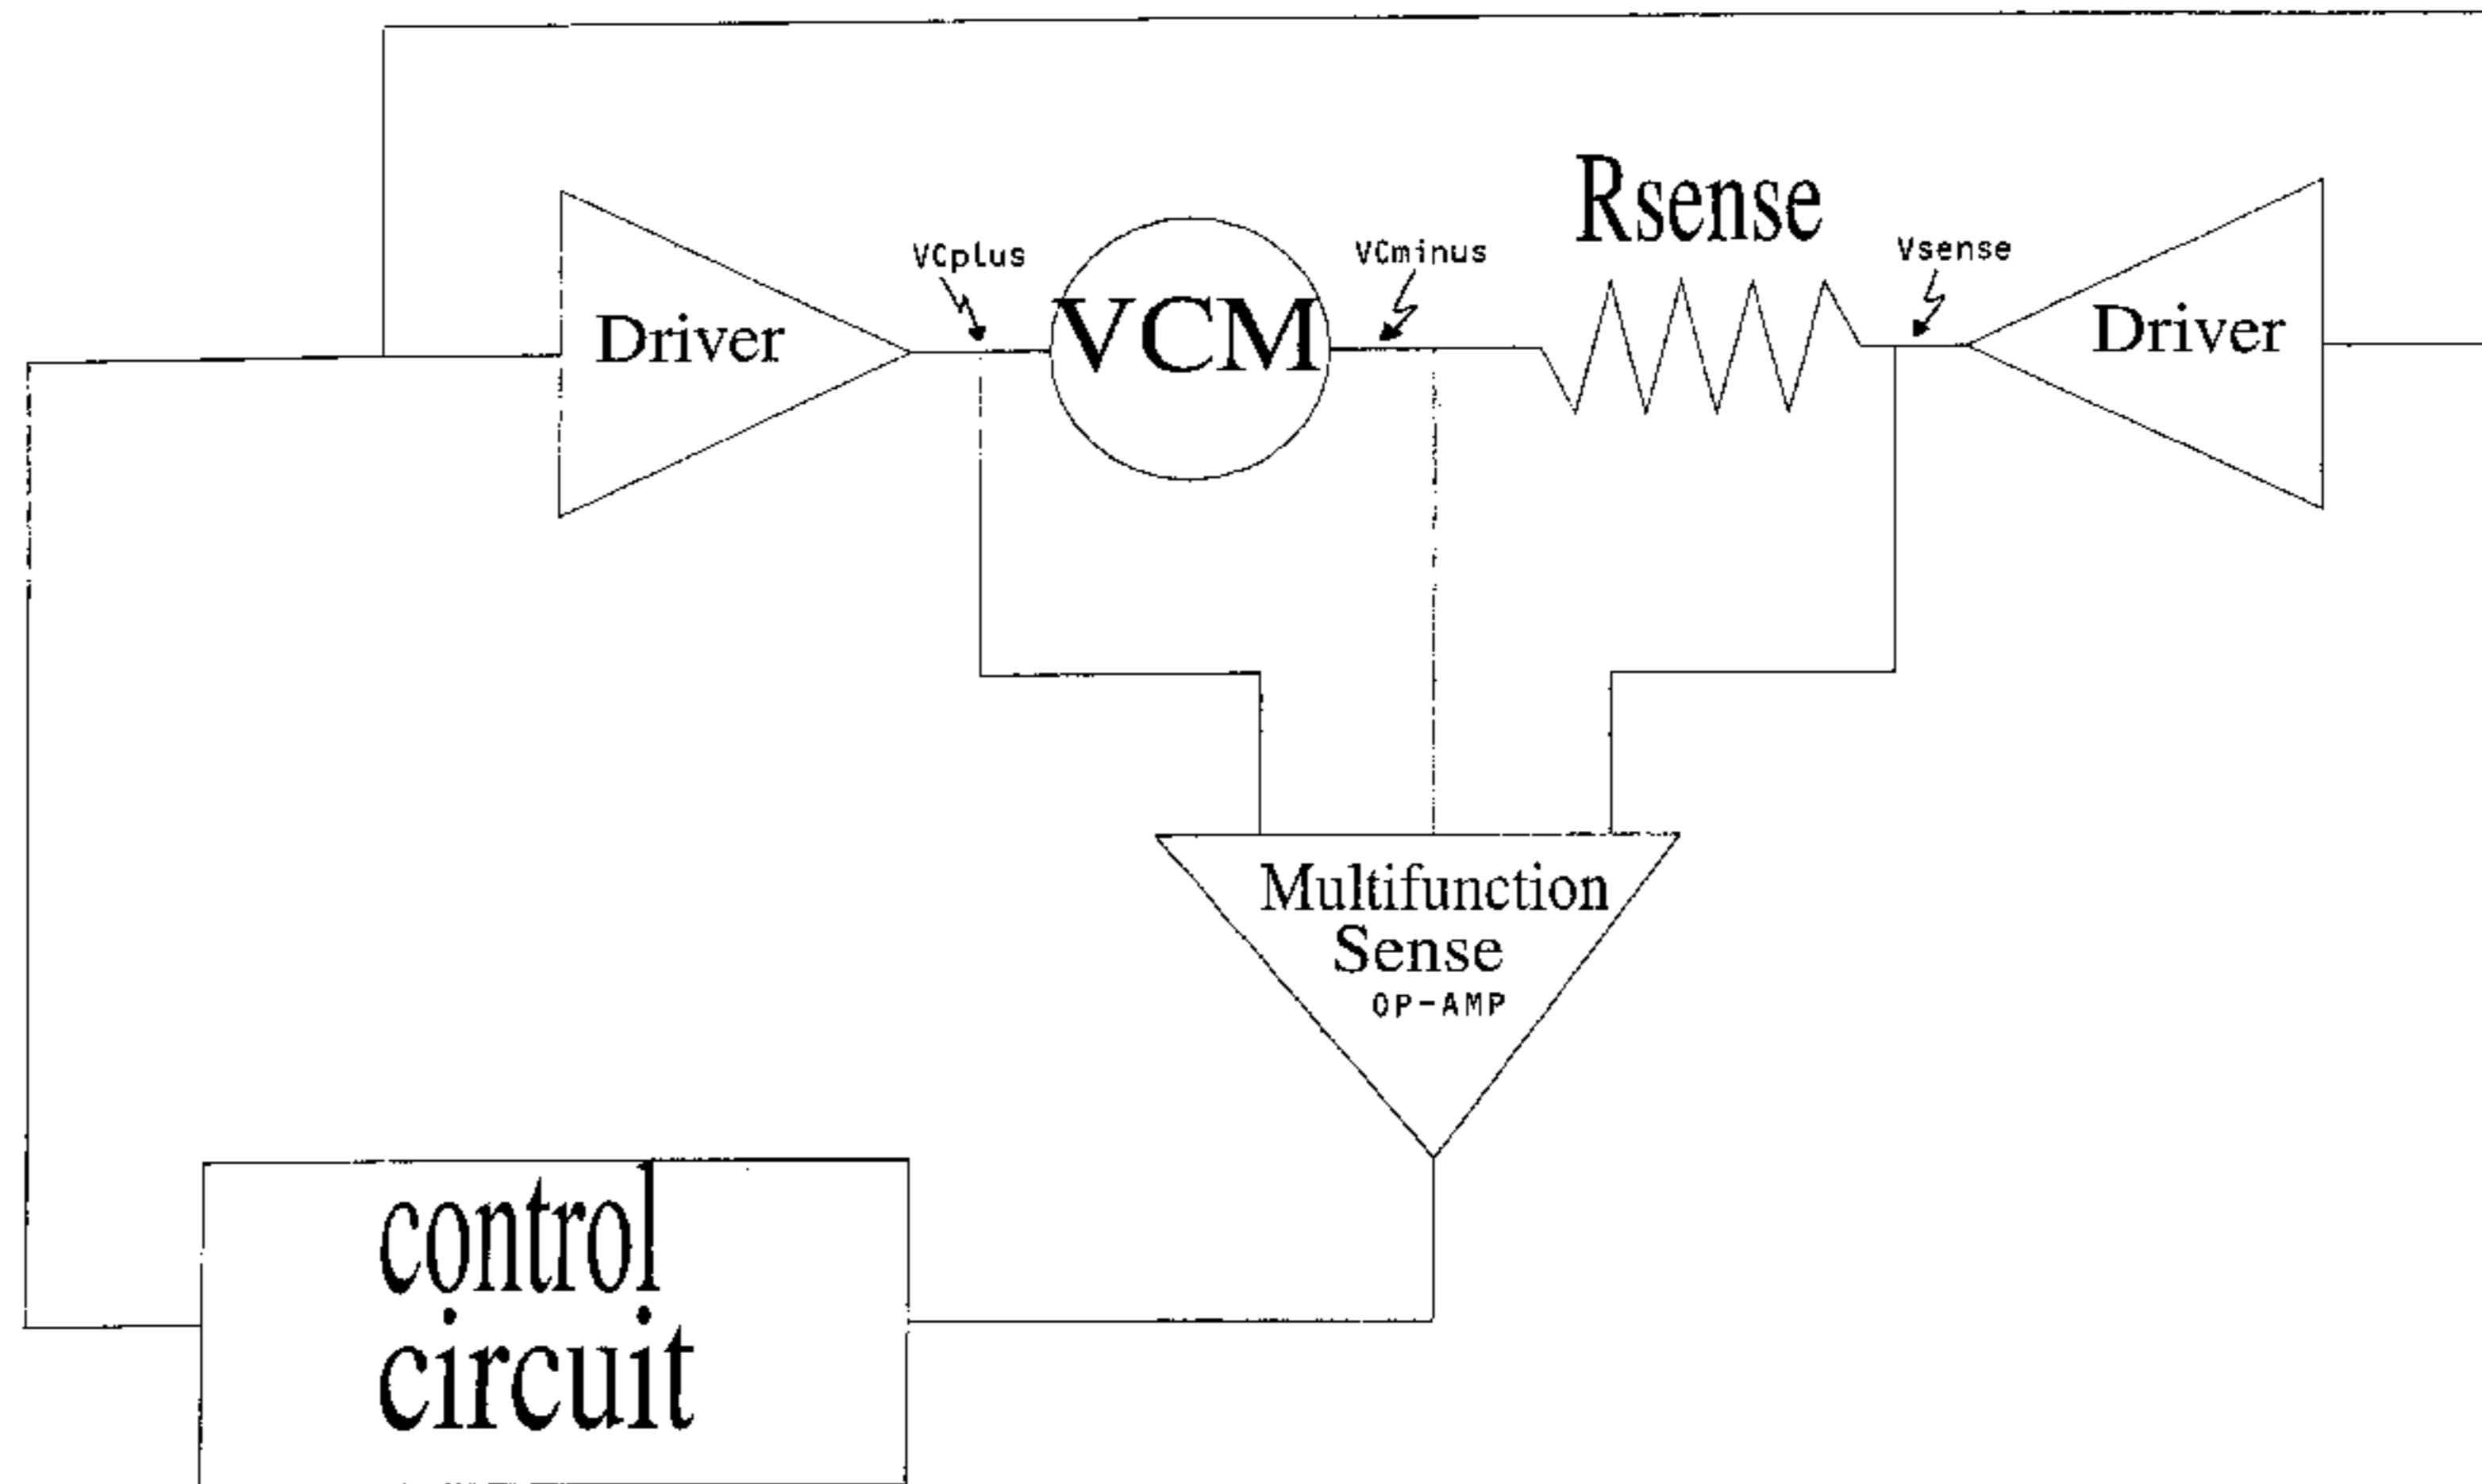 Rsense
VCplus
VCminus
Vsense
Driver
VCM
Driver
Multifunction
Sense
OP-AMP
control
circuit